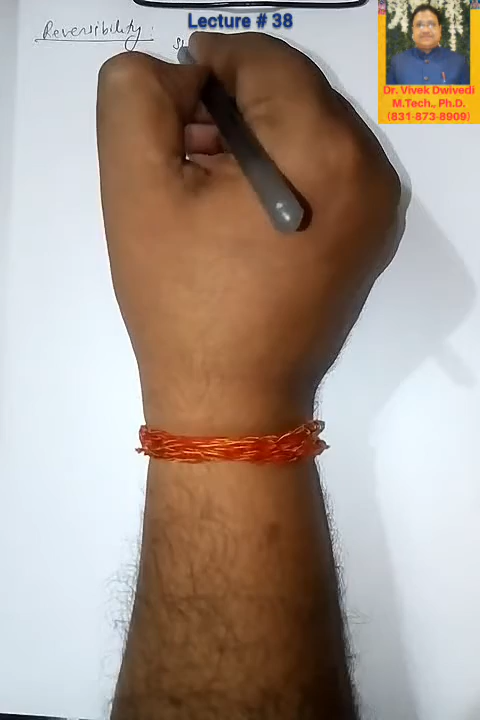 Lecture # 38
Reversibility :
Dr. Vivek Dwivedi
M.Tech., Ph.D.
(831-873-8909)